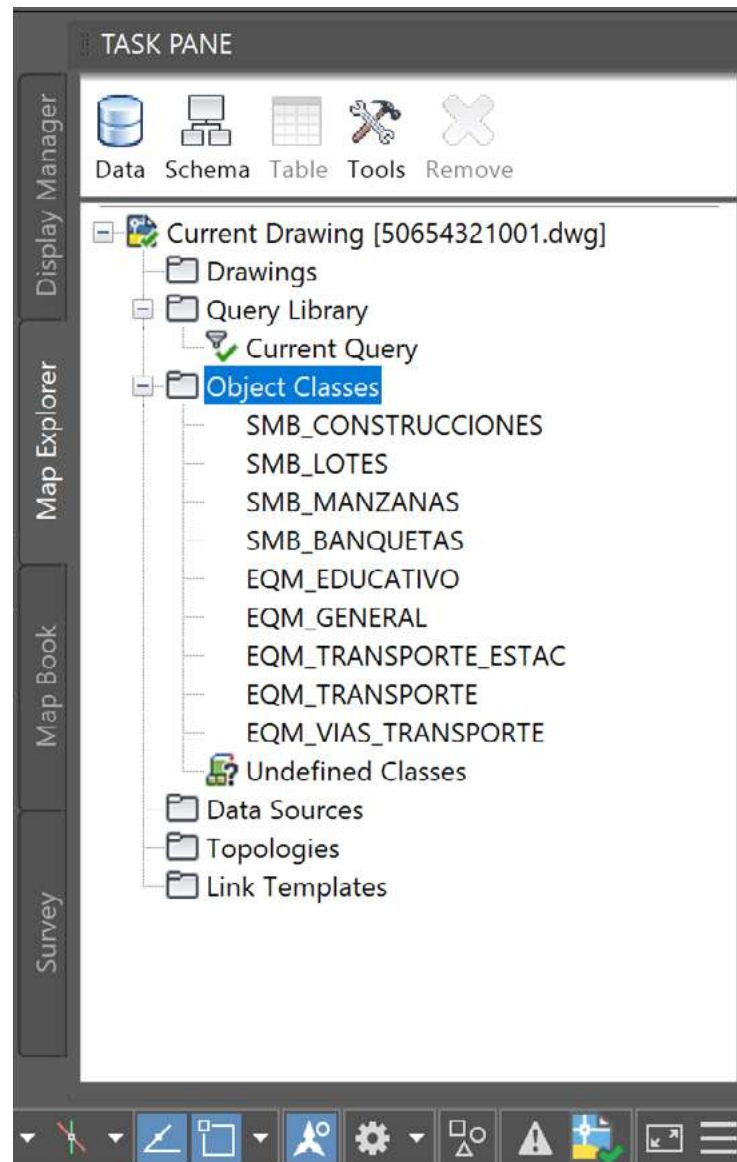 TASK PANE
Data Schema Table Tools Remove
Display Manager
Map Explorer
Map Book
Survey
Current Drawing [50654321001.dwg]
Drawings
Query Library
Current Query
Object Classes
SMB_CONSTRUCCIONES
SMB_LOTES
SMB_MANZANAS
SMB_BANQUETAS
EQM_EDUCATIVO
EQM_GENERAL
EQM_TRANSPORTE_ESTAC
EQM_TRANSPORTE
EQM_VIAS_TRANSPORTE
Undefined Classes
Data Sources
Topologies
Link Templates